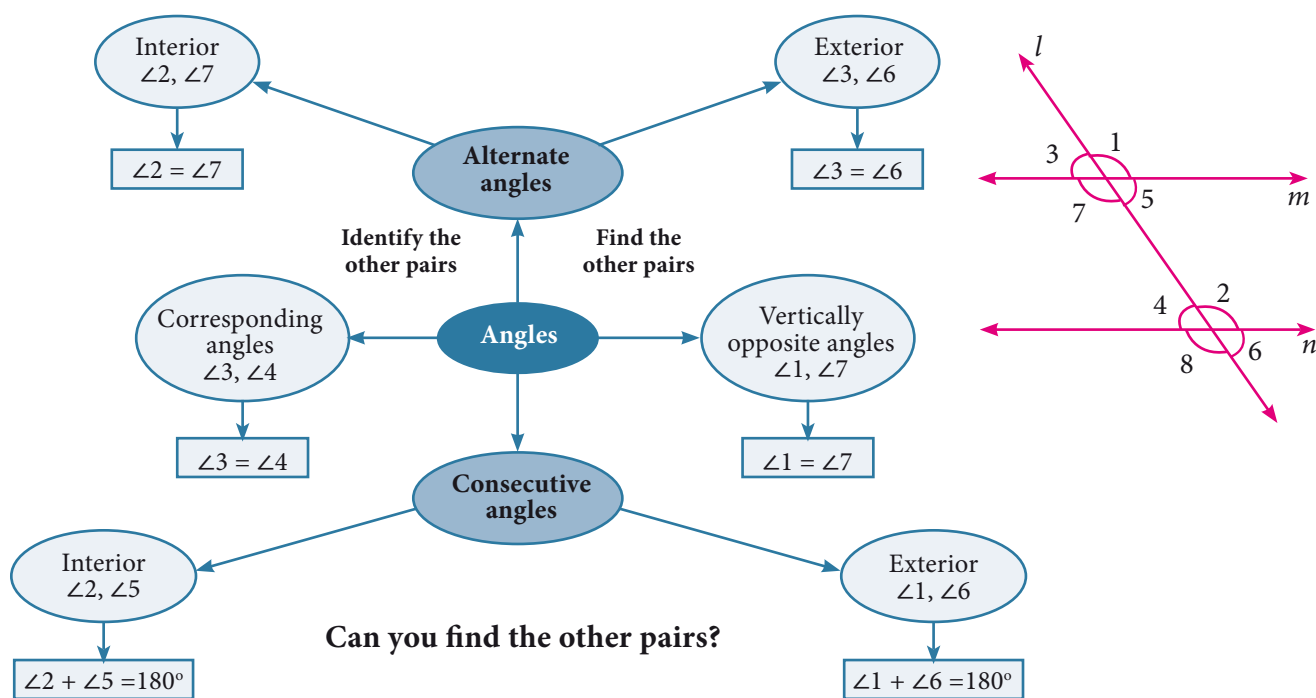 Interior
∠2, ∠7
∠2 = ∠7
Exterior
∠3, ∠6
∠3 = ∠6
Alternate
angles
Identify the
other pairs
Find the
other pairs
Corresponding
angles
∠3, ∠4
∠3 = ∠4
Angles
Vertically
opposite angles
∠1, ∠7
∠1 = ∠7
Consecutive
angles
Interior
∠2, ∠5
∠2 + ∠5 =180°
Exterior
∠1, ∠6
∠1 + ∠6 =180°
Can you find the other pairs?
l
3 1
7 5
m
4 2
8 6
n